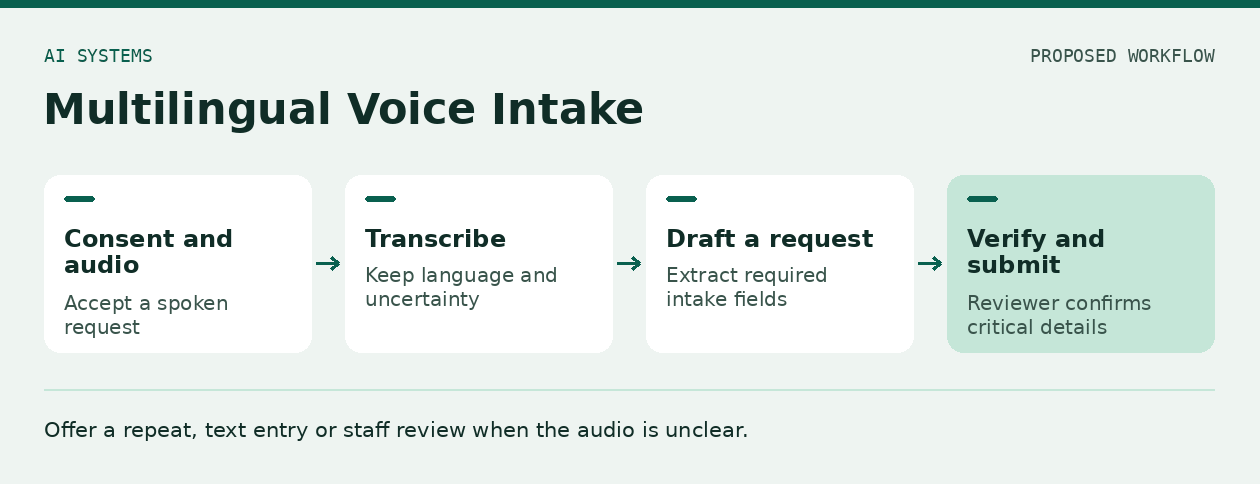 AI SYSTEMS
PROPOSED WORKFLOW
Multilingual Voice Intake
Consent and
audio
Accept a spoken
request
Transcribe
Keep language and
uncertainty
Draft a request
Extract required
intake fields
Verify and
submit
Reviewer confirms
critical details
Offer a repeat, text entry or staff review when the audio is unclear.